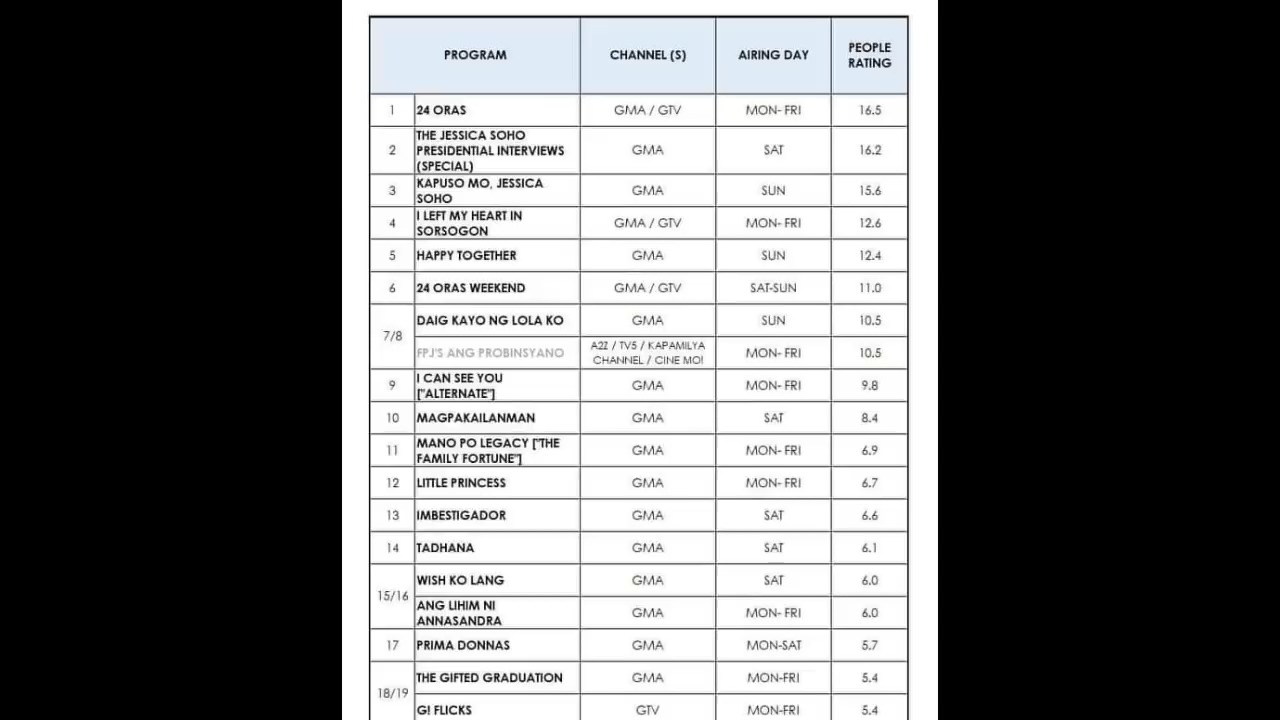 PROGRAM CHANNEL (S) AIRING DAY PEOPLE RATING
1 24 ORAS GMA / GTV MON- FRI 16.5
2 THE JESSICA SOHO PRESIDENTIAL INTERVIEWS (SPECIAL) GMA SAT 16.2
3 KAPUSO MO, JESSICA SOHO GMA SUN 15.6
4 I LEFT MY HEART IN SORSOGON GMA / GTV MON- FRI 12.6
5 HAPPY TOGETHER GMA SUN 12.4
6 24 ORAS WEEKEND GMA / GTV SAT-SUN 11.0
7/8 DAIG KAYO NG LOLA KO GMA SUN 10.5
FPJ'S ANG PROBINSYANO A2Z / TV5 / KAPAMILYA CHANNEL / CINE MO! MON- FRI 10.5
9 I CAN SEE YOU ["ALTERNATE"] GMA MON- FRI 9.8
10 MAGPAKAILANMAN GMA SAT 8.4
11 MANO PO LEGACY ["THE FAMILY FORTUNE"] GMA MON- FRI 6.9
12 LITTLE PRINCESS GMA MON- FRI 6.7
13 IMBESTIGADOR GMA SAT 6.6
14 TADHANA GMA SAT 6.1
15/16 WISH KO LANG GMA SAT 6.0
ANG LIHIM NI ANNASANDRA GMA MON- FRI 6.0
17 PRIMA DONNAS GMA MON-SAT 5.7
18/19 THE GIFTED GRADUATION GMA MON-FRI 5.4
G! FLICKS GTV MON-FRI 5.4